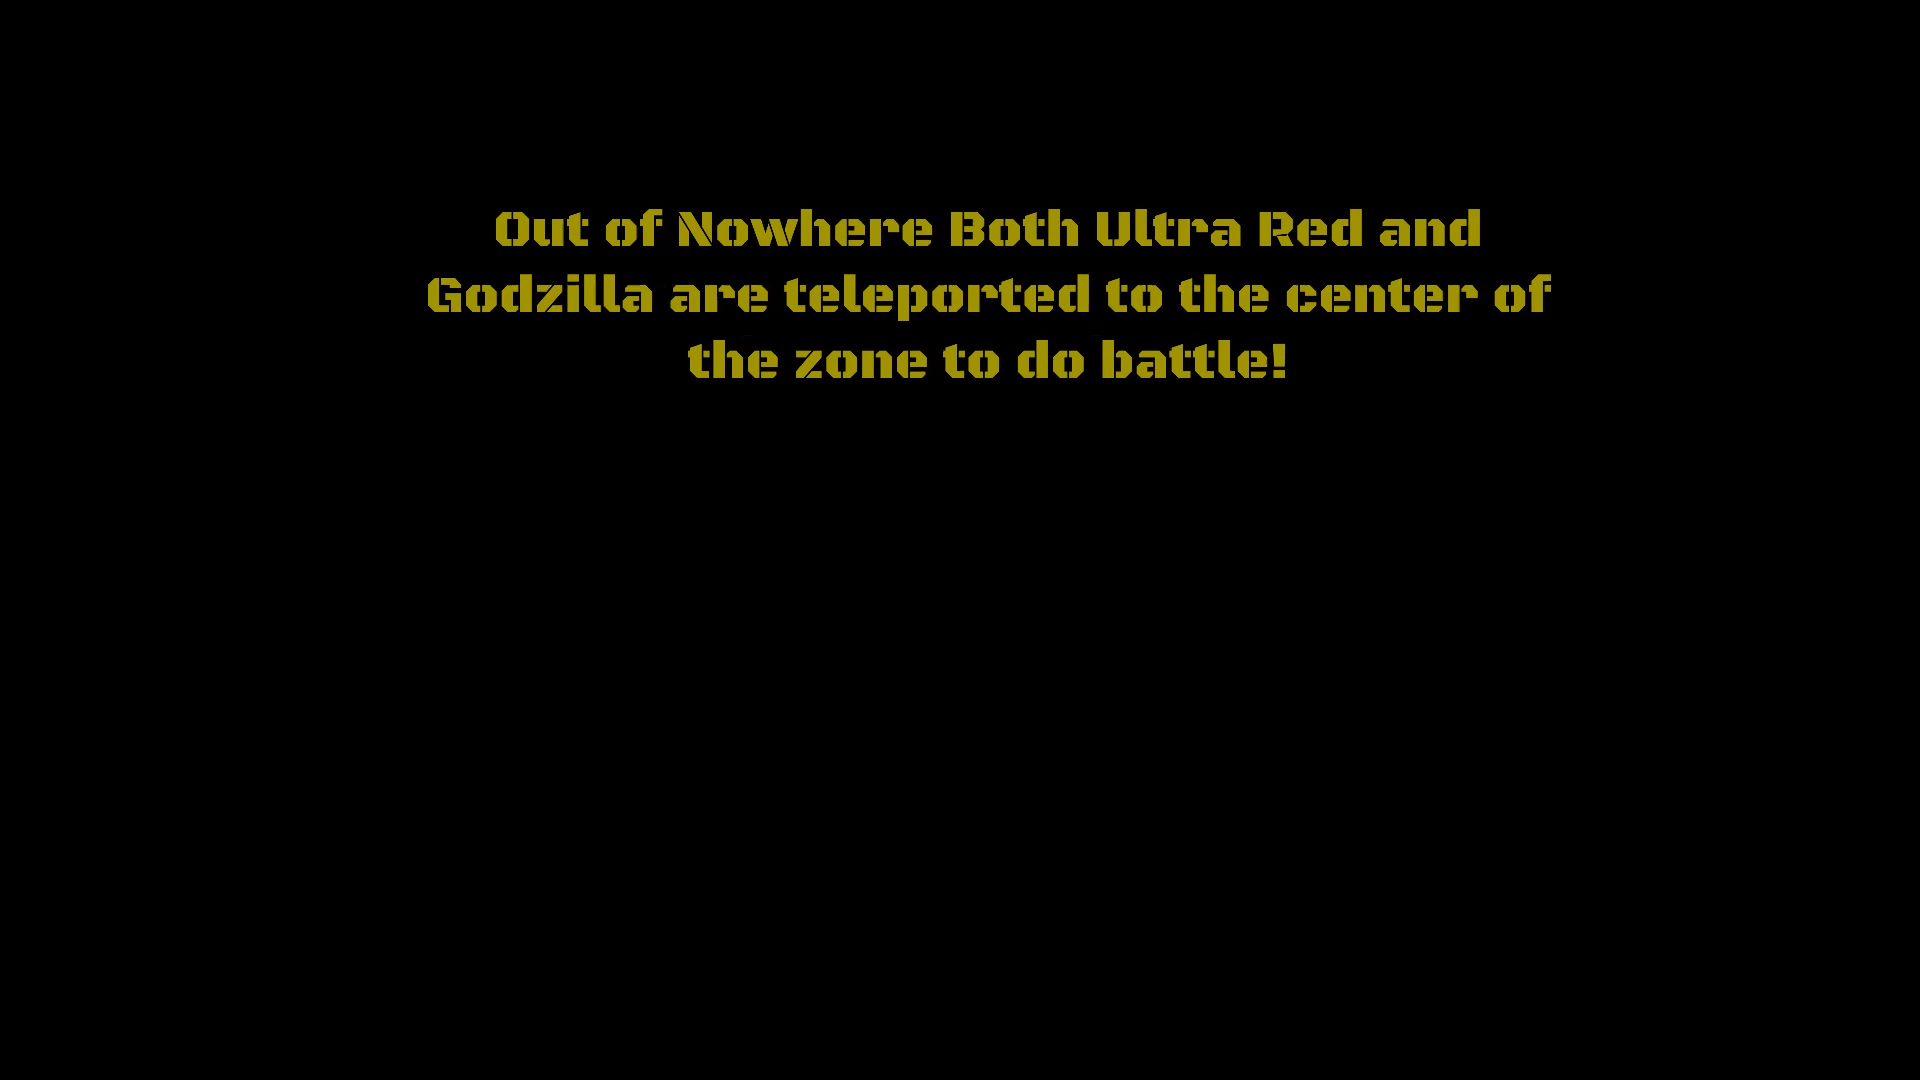 Out of Nowhere Both Ultra Red and
Godzilla are teleported to the center of
the zone to do battle!